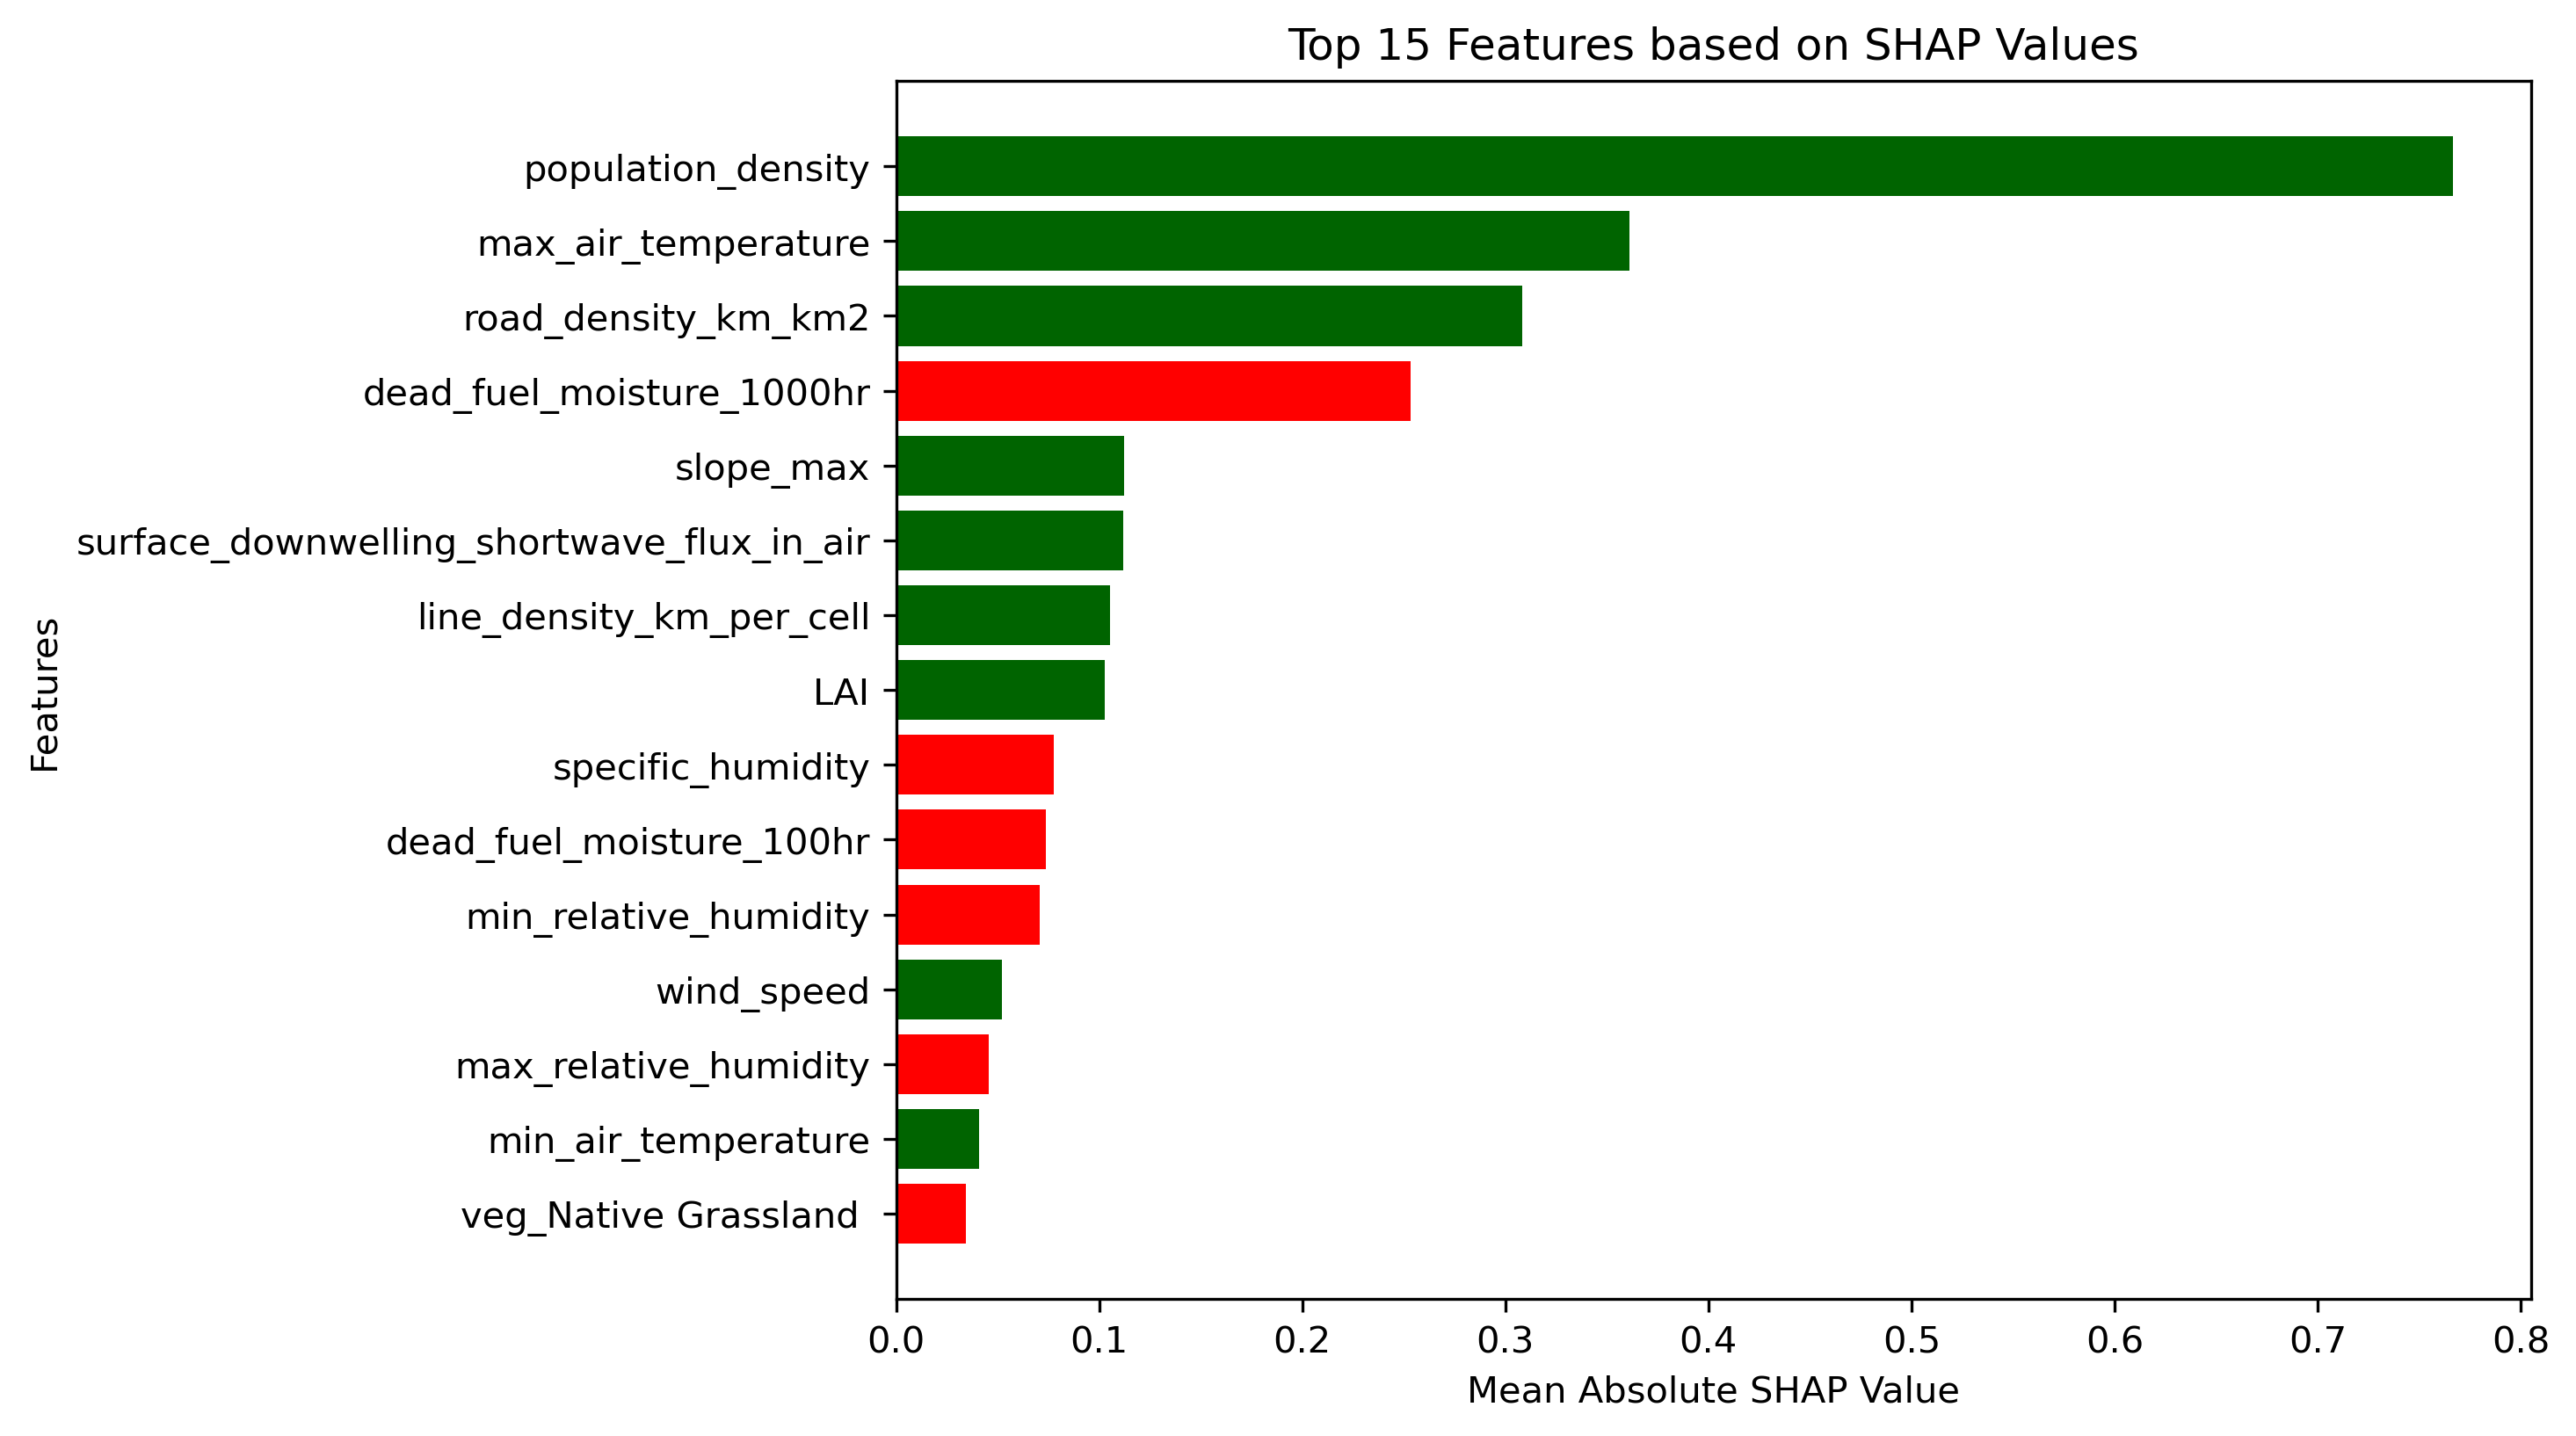 Top 15 Features based on SHAP Values
Features
population_density
max_air_temperature
road_density_km_km2
dead_fuel_moisture_1000hr
slope_max
surface_downwelling_shortwave_flux_in_air
line_density_km_per_cell
LAI
specific_humidity
dead_fuel_moisture_100hr
min_relative_humidity
wind_speed
max_relative_humidity
min_air_temperature
veg_Native Grassland
0.0 0.1 0.2 0.3 0.4 0.5 0.6 0.7 0.8
Mean Absolute SHAP Value